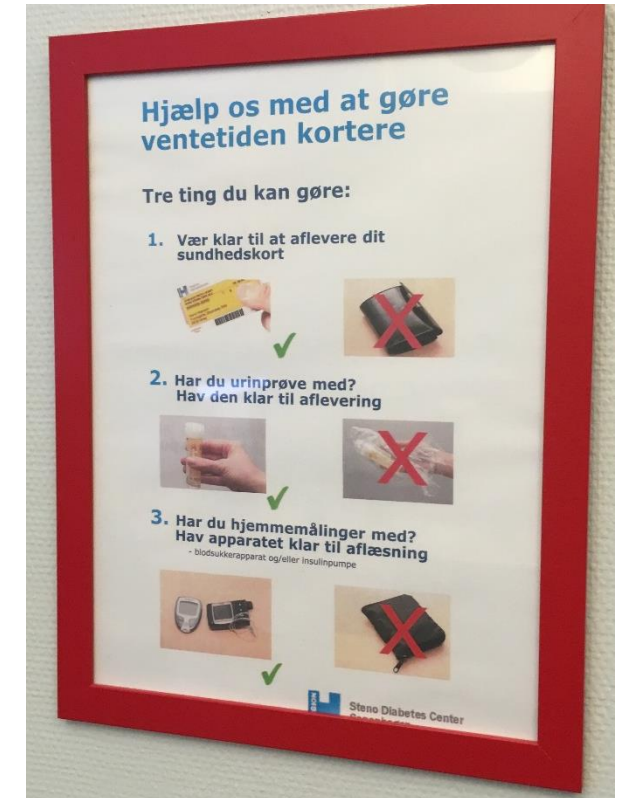 Hjælp os med at gøre
ventetiden kortere
Tre ting du kan gøre:
1. Vær klar til at aflevere dit
sundhedskort
2. Har du urinprøve med?
Hav den klar til aflevering
3. Har du hjemmemålinger med?
Hav apparatet klar til aflæsning
- blodsukkerapparat og/eller insulinpumpe
Steno Diabetes Center